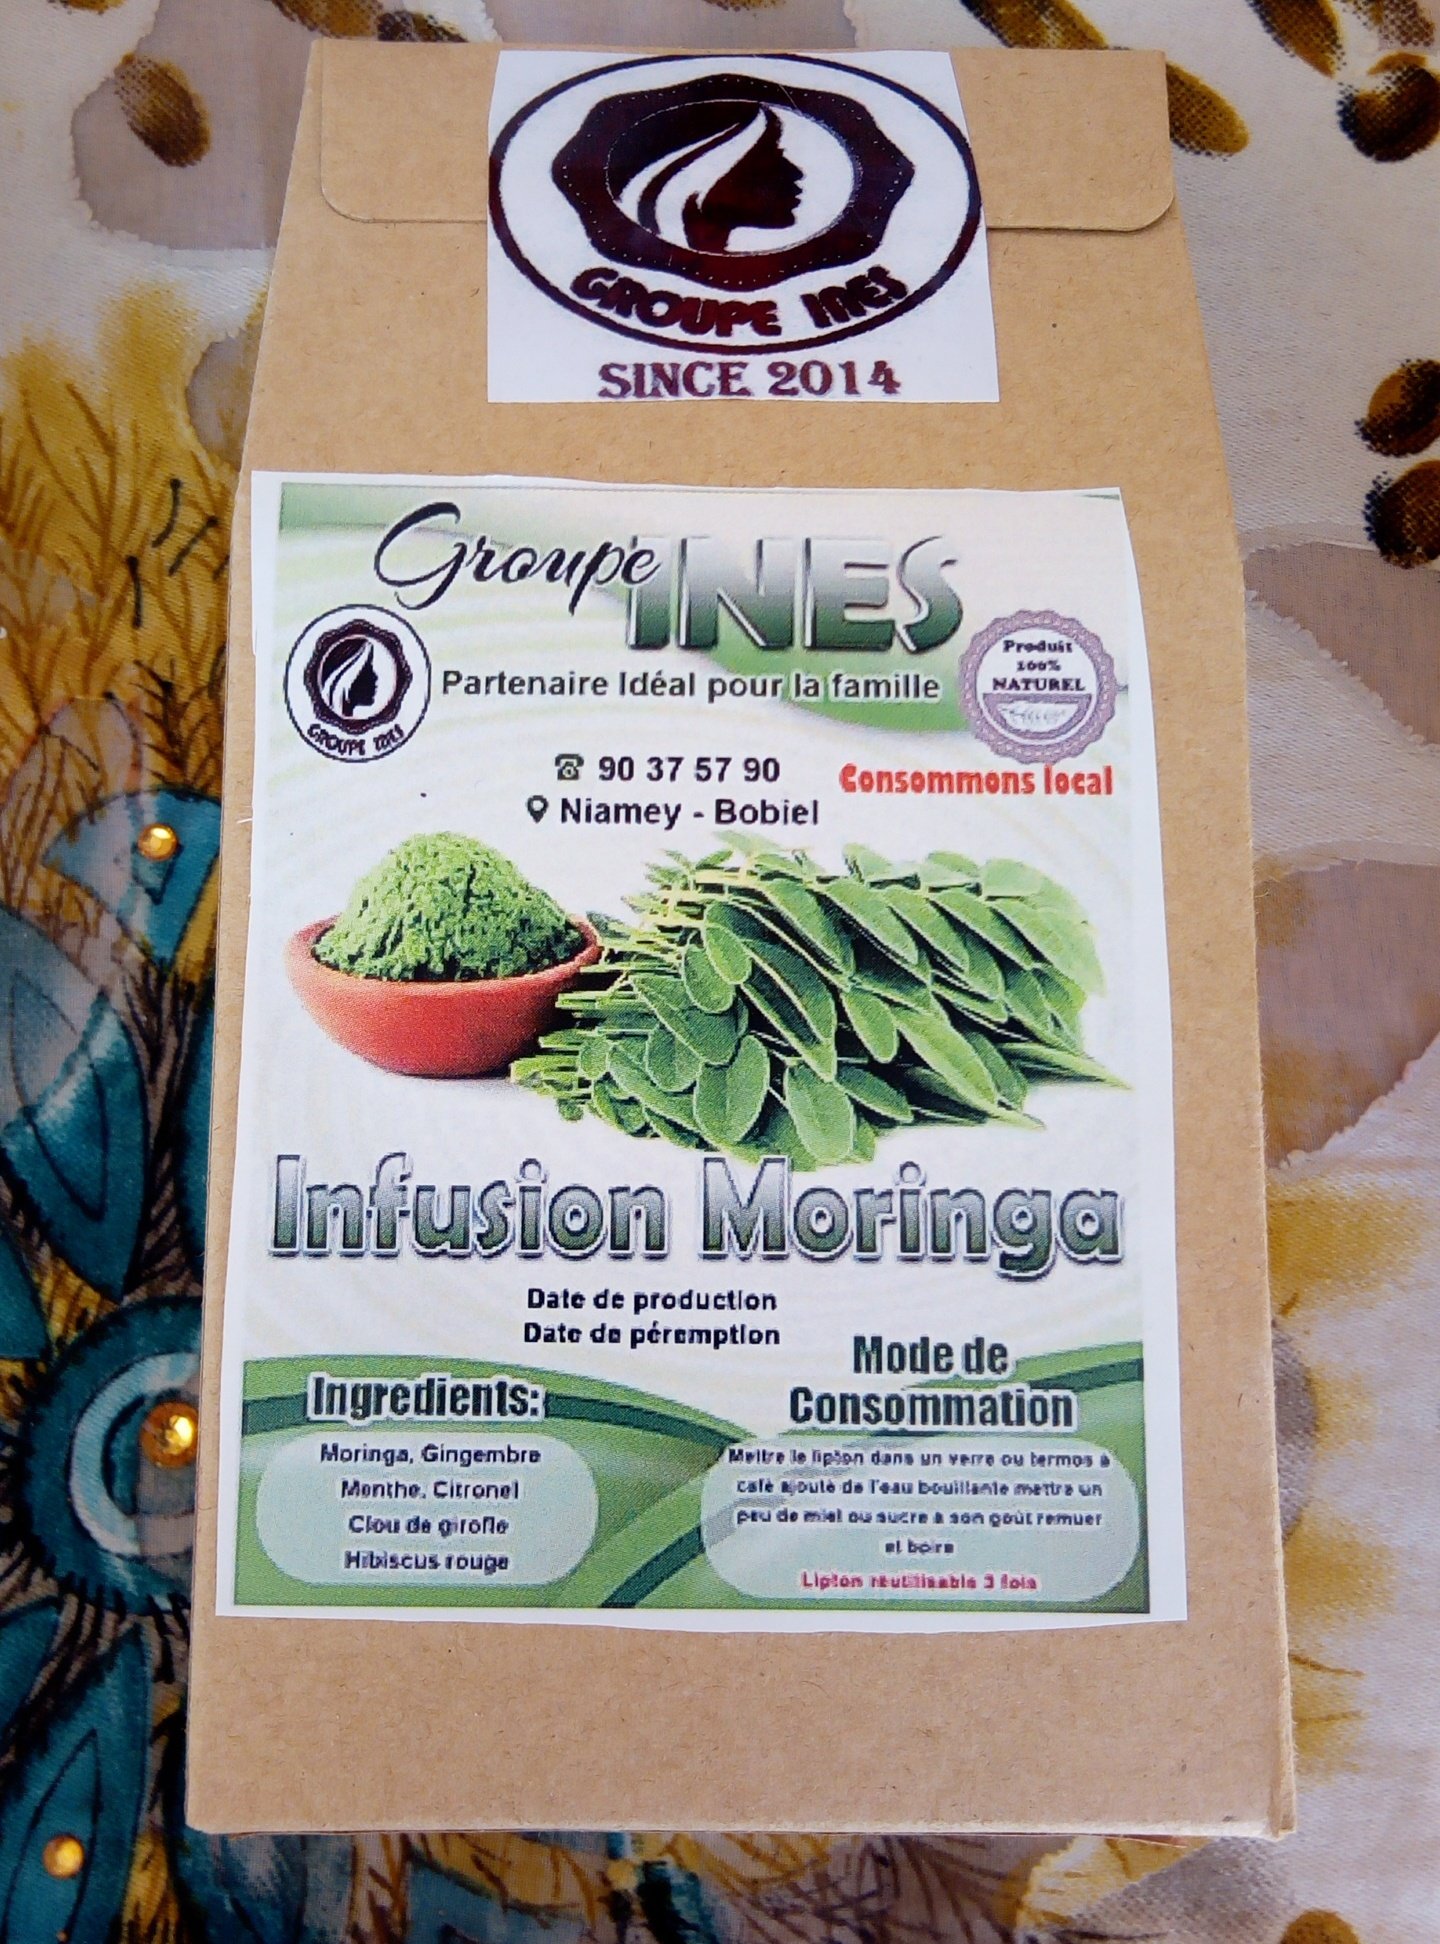 GROUPE INES
SINCE 2014
Groupe INES
GROUPE INES
Partenaire Idéal pour la famille
Produit
100%
NATUREL
90 37 57 90
Niamey - Bobiel
Consommons local
Infusion Moringa
Date de production
Date de péremption
Ingredients:
Moringa, Gingembre
Menthe, Citronel
Clou de girofle
Hibiscus rouge
Mode de
Consommation
Mettre le lipton dans un verre ou termos à
café ajouté de l'eau bouillante mettre un
peu de miel ou sucre à son goût remuer
et boire
Lipton réutilisable 3 fois